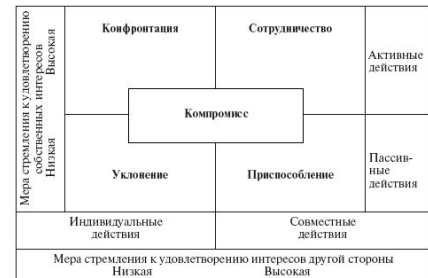 Мера стремления к удовлетворению
собственных интересов
Низкая Высокая
Конфронтация
Сотрудничество
Активные
действия
Компромисс
Уклонение
Приспособление
Пассив-
ные
действия
Индивидуальные
действия
Совместные
действия
Мера стремления к удовлетворению интересов другой стороны
Низкая Высокая